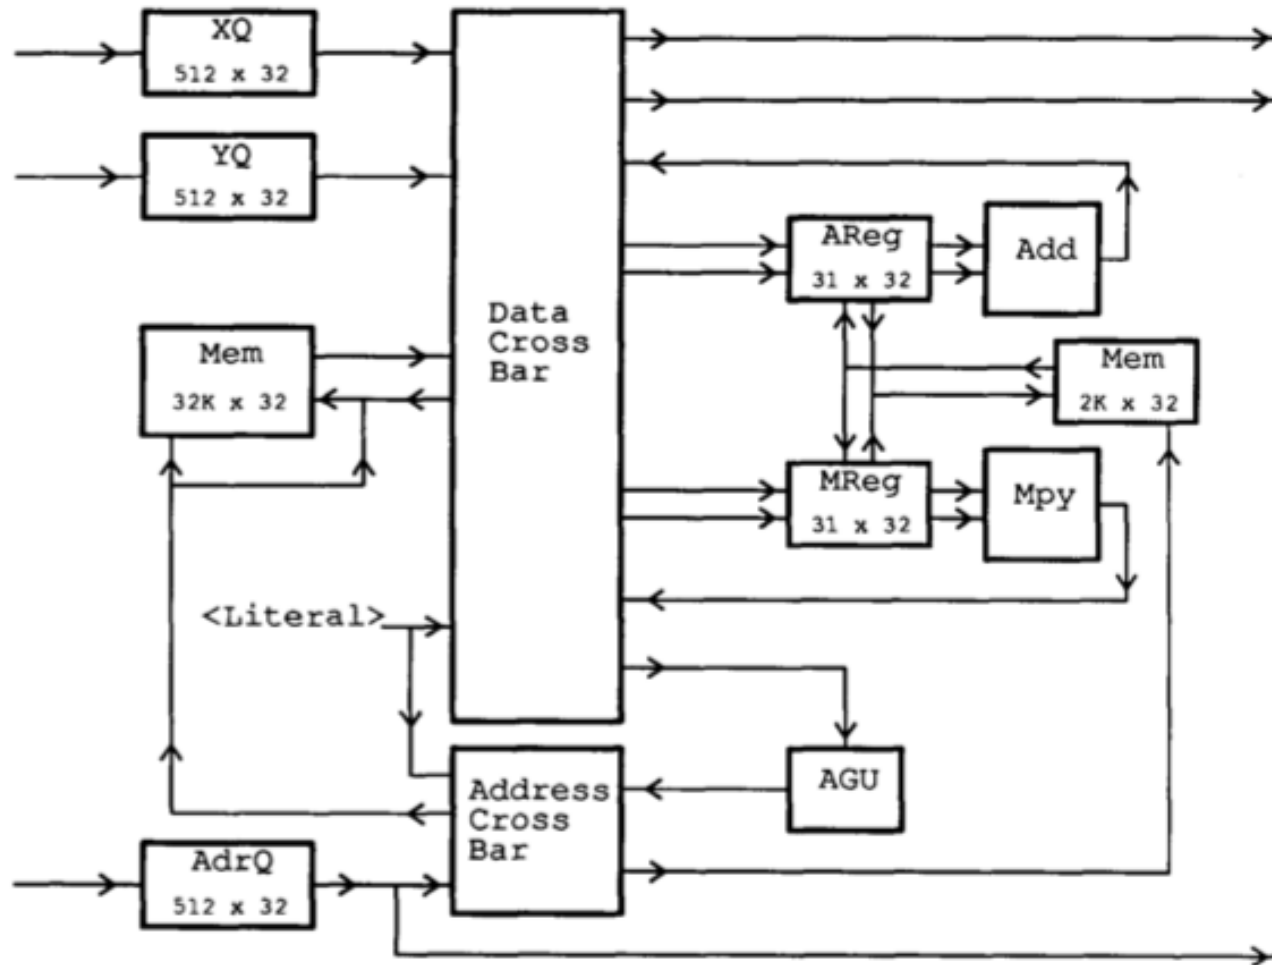 XQ
512 x 32
YQ
512 x 32
AReg
31 x 32
Add
Data
Cross
Bar
Mem
32K x 32
Mem
2K x 32
MReg
31 x 32
Mpy
<Literal>
AGU
Address
Cross
Bar
AdrQ
512 x 32